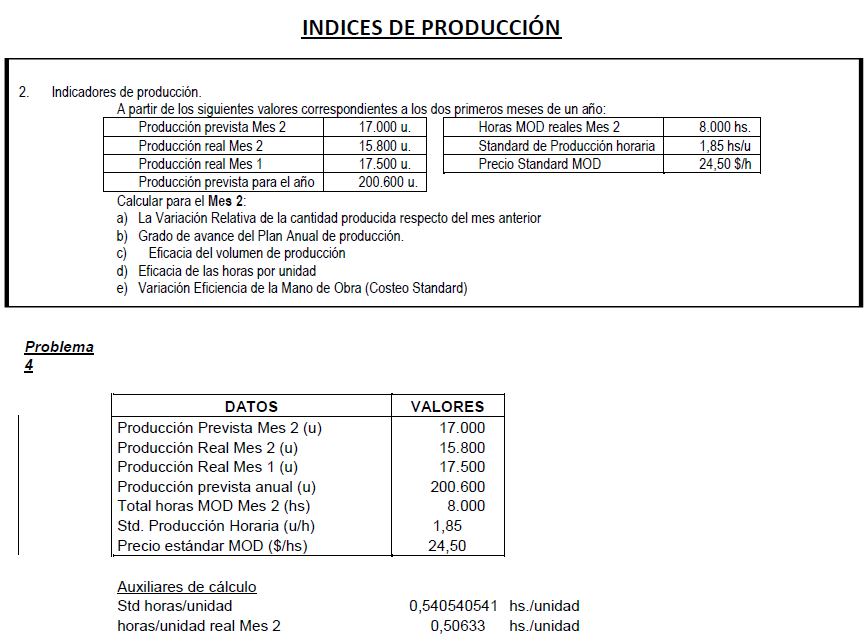 INDICES DE PRODUCCIÓN
2. Indicadores de producción.
A partir de los siguientes valores correspondientes a los dos primeros meses de un año:
Producción prevista Mes 2 17.000 u. Horas MOD reales Mes 2 8.000 hs.
Producción real Mes 2 15.800 u. Standard de Producción horaria 1,85 hs/u
Producción real Mes 1 17.500 u. Precio Standard MOD 24,50 $/h
Producción prevista para el año 200.600 u.
Calcular para el Mes 2:
a) La Variación Relativa de la cantidad producida respecto del mes anterior
b) Grado de avance del Plan Anual de producción.
c) Eficacia del volumen de producción
d) Eficacia de las horas por unidad
e) Variación Eficiencia de la Mano de Obra (Costeo Standard)
Problema
4
DATOS VALORES
Producción Prevista Mes 2 (u) 17.000
Producción Real Mes 2 (u) 15.800
Producción Real Mes 1 (u) 17.500
Producción prevista anual (u) 200.600
Total horas MOD Mes 2 (hs) 8.000
Std. Producción Horaria (u/h) 1,85
Precio estándar MOD ($/hs) 24,50
Auxiliares de cálculo
Std horas/unidad 0,540540541 hs./unidad
horas/unidad real Mes 2 0,50633 hs./unidad